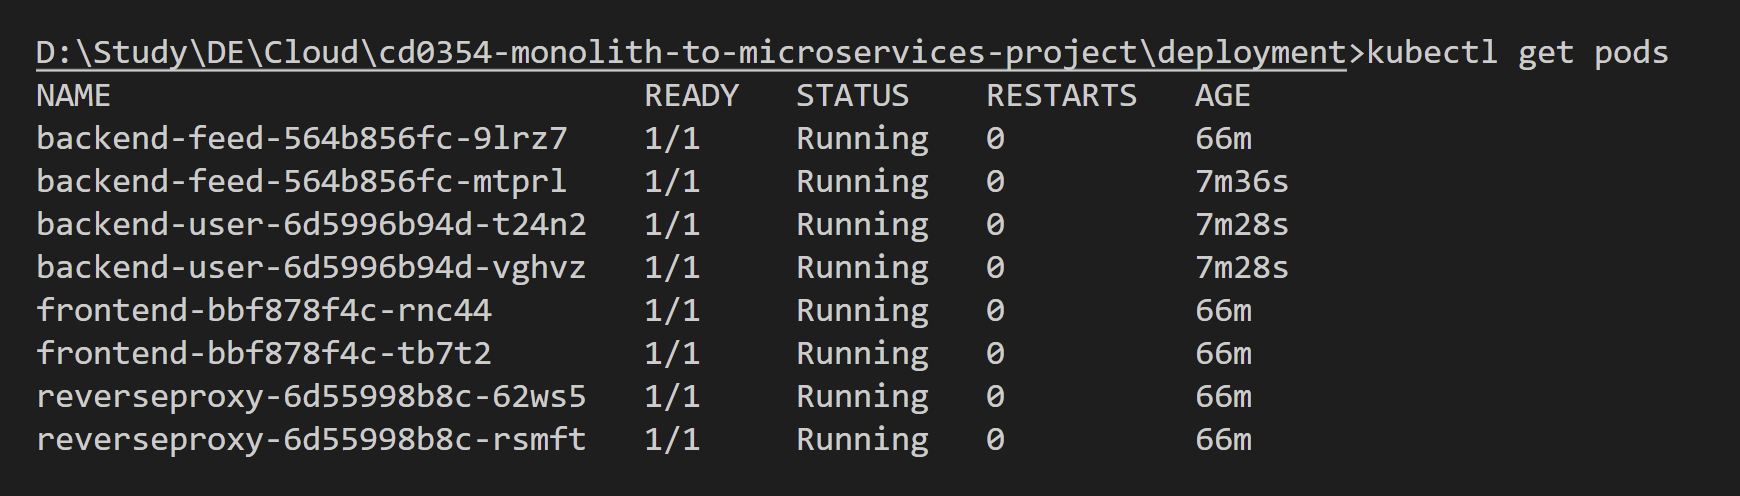 D:\Study\DE\Cloud\cd0354-monolith-to-microservices-project\deployment>kubectl get pods
NAME READY STATUS RESTARTS AGE
backend-feed-564b856fc-9lrz7 1/1 Running 0 66m
backend-feed-564b856fc-mtprl 1/1 Running 0 7m36s
backend-user-6d5996b94d-t24n2 1/1 Running 0 7m28s
backend-user-6d5996b94d-vghvz 1/1 Running 0 7m28s
frontend-bbf878f4c-rnc44 1/1 Running 0 66m
frontend-bbf878f4c-tb7t2 1/1 Running 0 66m
reverseproxy-6d55998b8c-62ws5 1/1 Running 0 66m
reverseproxy-6d55998b8c-rsmft 1/1 Running 0 66m